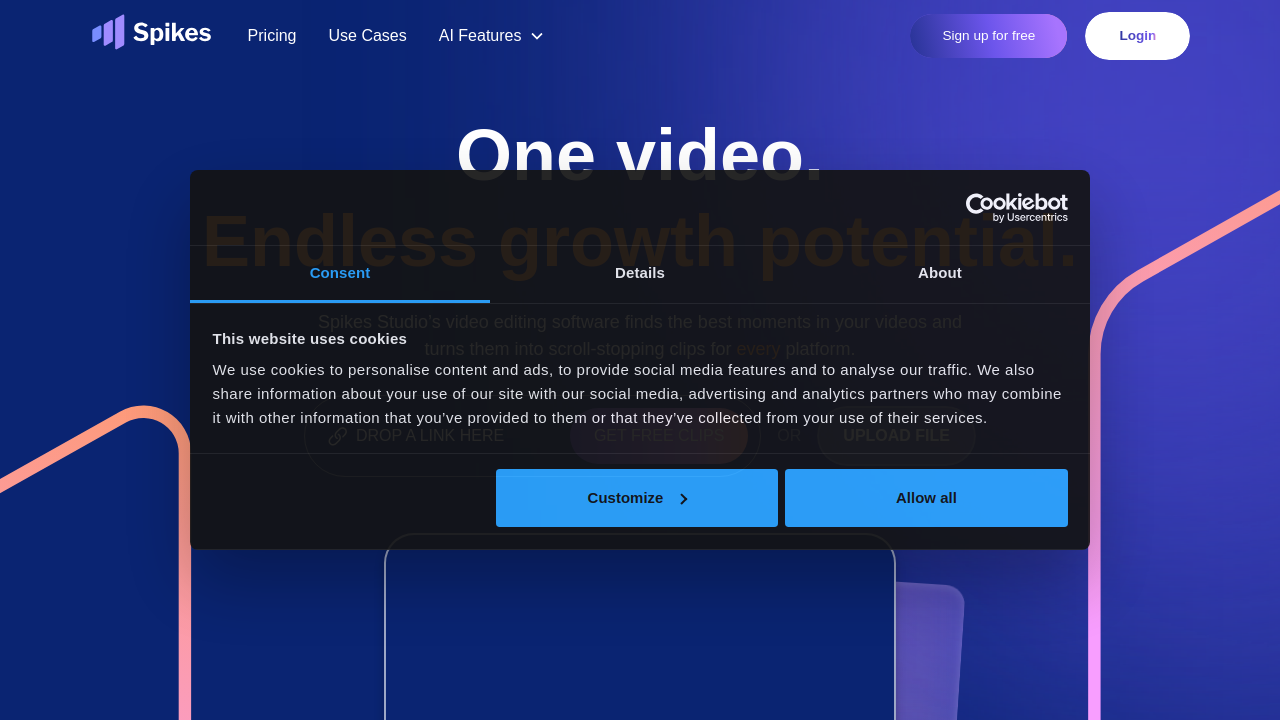 Spikes
Pricing
Use Cases
AI Features
Sign up for free
Login
One video.
Endless growth potential.
Cookiebot
by Usercentrics
Consent
Details
About
Spikes Studio's video editing software finds the best moments in your videos and
turns them into scroll-stopping clips for every platform.
This website uses cookies
We use cookies to personalise content and ads, to provide social media features and to analyse our traffic. We also
share information about your use of our site with our social media, advertising and analytics partners who may combine
it with other information that you've provided to them or that they've collected from your use of their services.
DROP A LINK HERE
GET FREE CLIPS
OR
UPLOAD FILE
Customize
Allow all